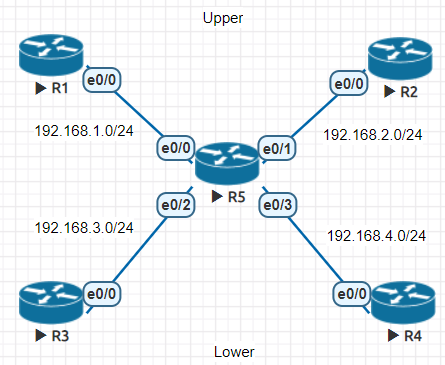 Upper
R1
e0/0
R2
e0/0
192.168.1.0/24
192.168.2.0/24
e0/0
e0/1
R5
e0/2
e0/3
192.168.3.0/24
192.168.4.0/24
e0/0
e0/0
R3
R4
Lower